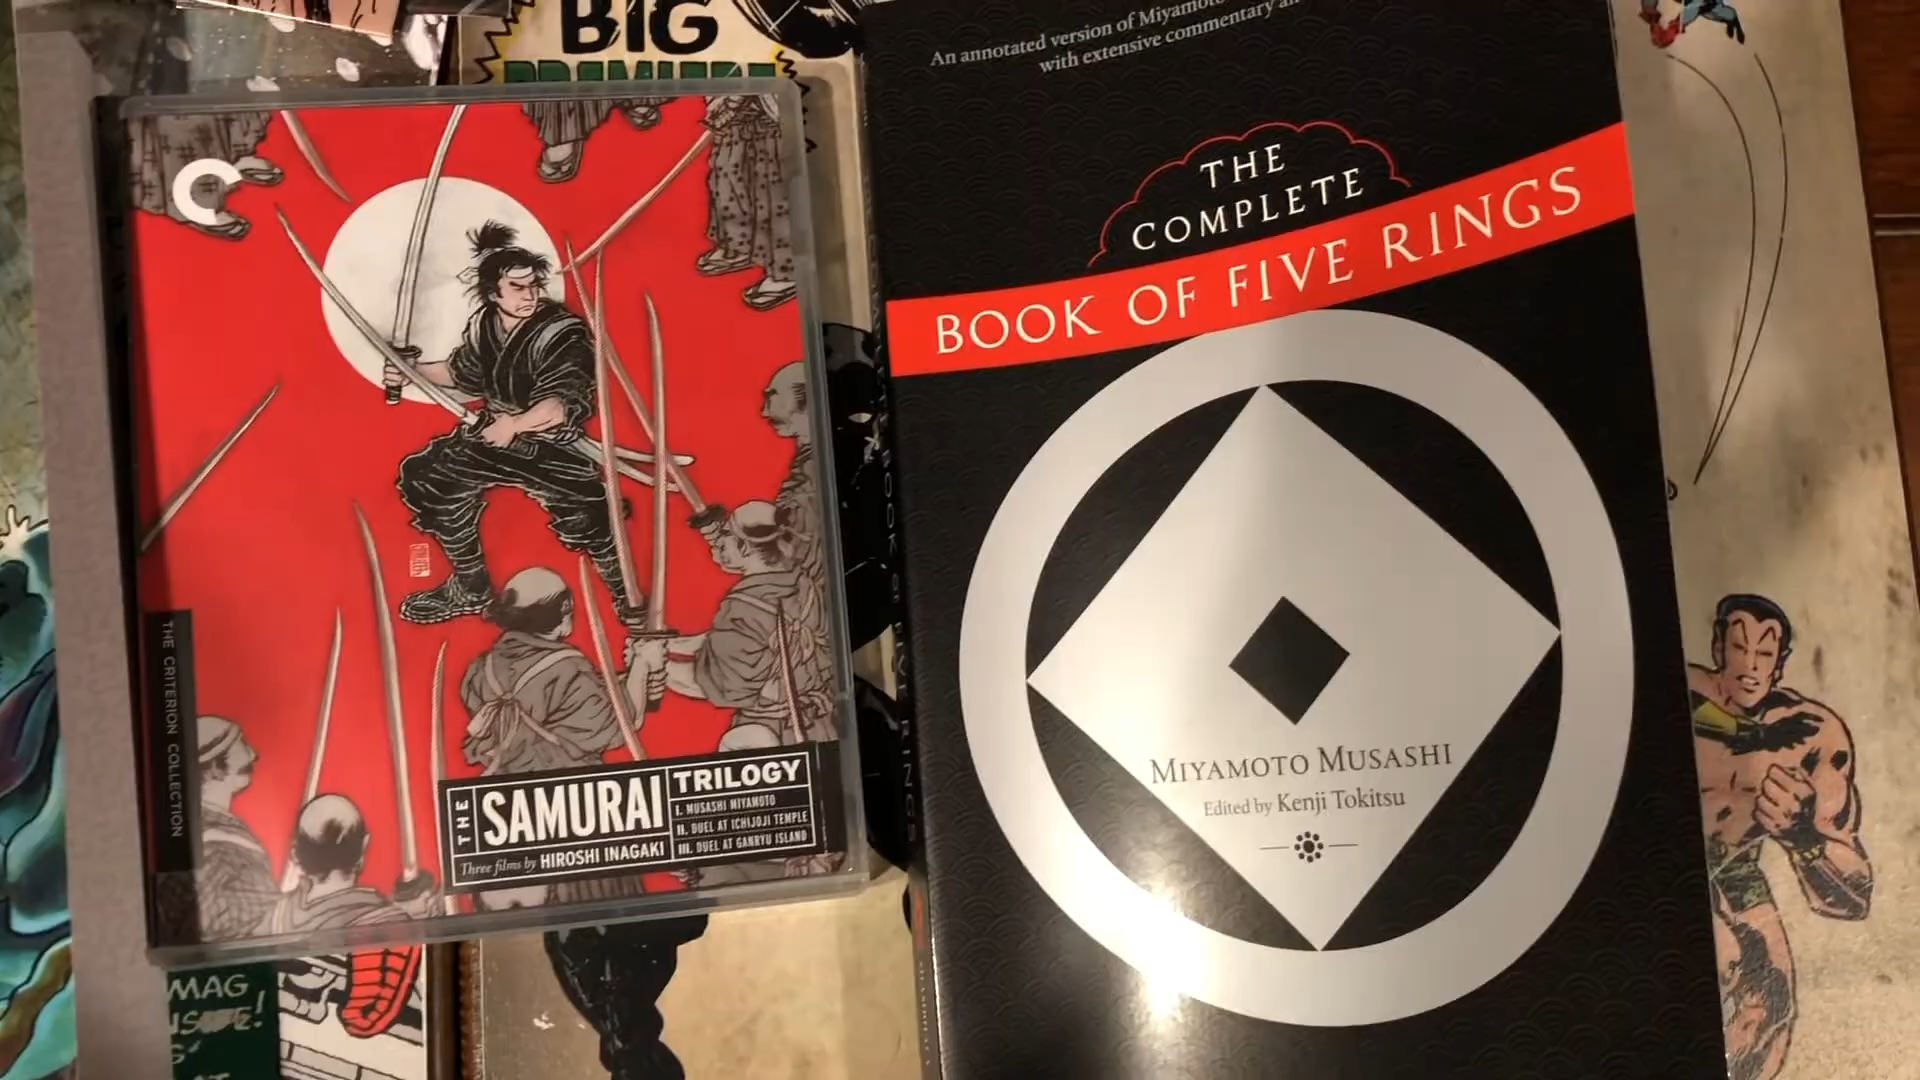 BIG
PREMIERE
THE CRITERION COLLECTION
THE
SAMURAI
TRILOGY
I. MUSASHI MIYAMOTO
II. DUEL AT ICHIJOJI TEMPLE
III. DUEL AT GANRYU ISLAND
Three films by HIROSHI INAGAKI
MAG
An annotated version of Miyamoto
with extensive commentary
THE
COMPLETE
BOOK OF FIVE RINGS
MIYAMOTO MUSASHI
Edited by Kenji Tokitsu